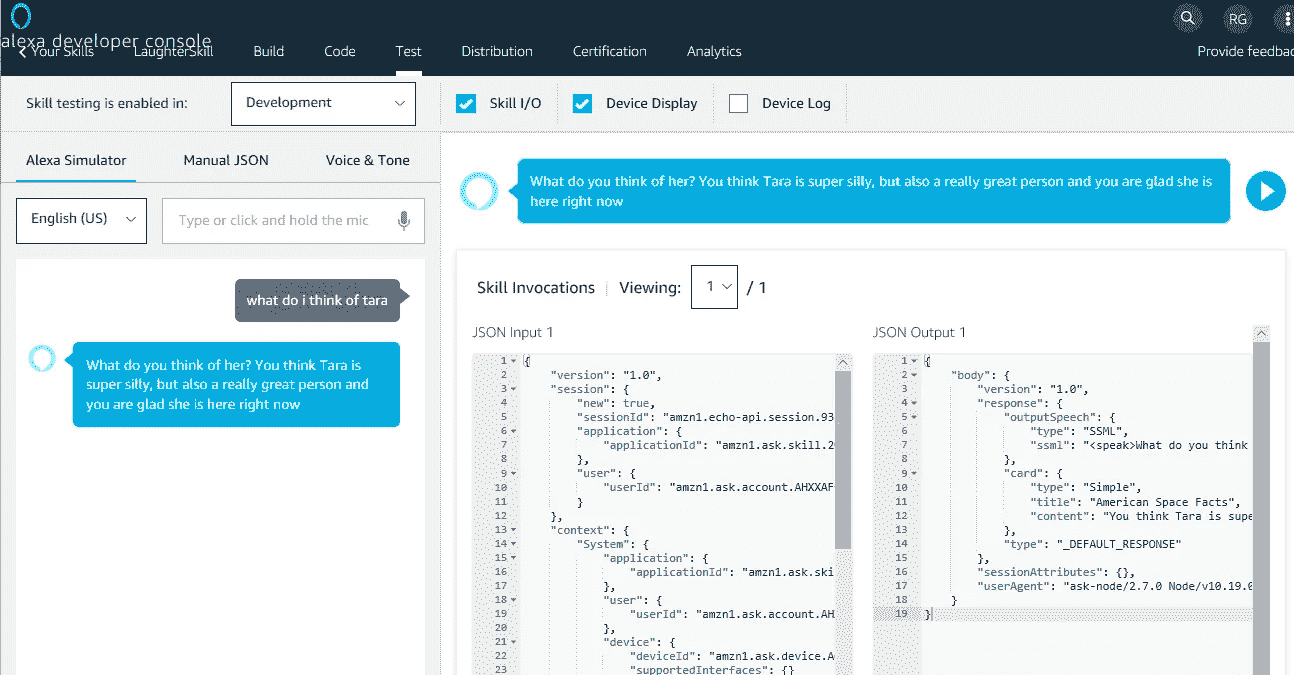 alexa developer console
RG
Your Skills
LaughterSkill
Build
Code
Test
Distribution
Certification
Analytics
Provide feedbac
Skill testing is enabled in:
Development
Skill I/O
Device Display
Device Log
Alexa Simulator
Manual JSON
Voice & Tone
English (US)
Type or click and hold the mic
what do i think of tara
What do you think of her? You think Tara is
super silly, but also a really great person and
you are glad she is here right now
What do you think of her? You think Tara is super silly, but also a really great person and you are glad she is
here right now
Skill Invocations
Viewing:
1
/ 1
JSON Input 1
1 {
2 "version": "1.0",
3 "session": {
4 "new": true,
5 "sessionId": "amzn1.echo-api.session.93
6 "application": {
7 "applicationId": "amzn1.ask.skill.2
8 },
9 "user": {
10 "userId": "amzn1.ask.account.AHXXAF
11 }
12 },
13 "context": {
14 "System": {
15 "application": {
16 "applicationId": "amzn1.ask.ski
17 },
18 "user": {
19 "userId": "amzn1.ask.account.AH
20 },
21 "device": {
22 "deviceId": "amzn1.ask.device.A
23 "supportedInterfaces": {}
JSON Output 1
1 {
2 "body": {
3 "version": "1.0",
4 "response": {
5 "outputSpeech": {
6 "type": "SSML",
7 "ssml": "<speak>What do you think
8 },
9 "card": {
10 "type": "Simple",
11 "title": "American Space Facts",
12 "content": "You think Tara is supe
13 },
14 "type": "_DEFAULT_RESPONSE"
15 },
16 "sessionAttributes": {},
17 "userAgent": "ask-node/2.7.0 Node/v10.19.0
18 }
19 }